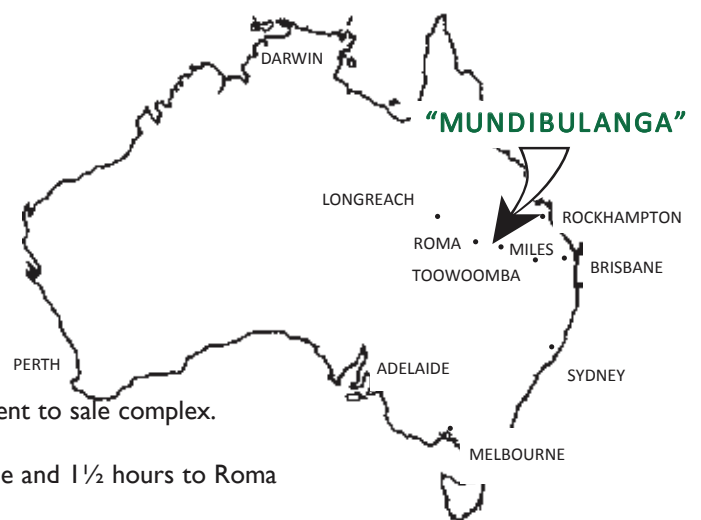 DARWIN
“MUNDIBULANGA”
LONGREACH
ROCKHAMPTON
ROMA
MILES
TOOWOOMBA
BRISBANE
PERTH
ADELAIDE
SYDNEY
ent to sale complex.
MELBOURNE
e and 1½ hours to Roma